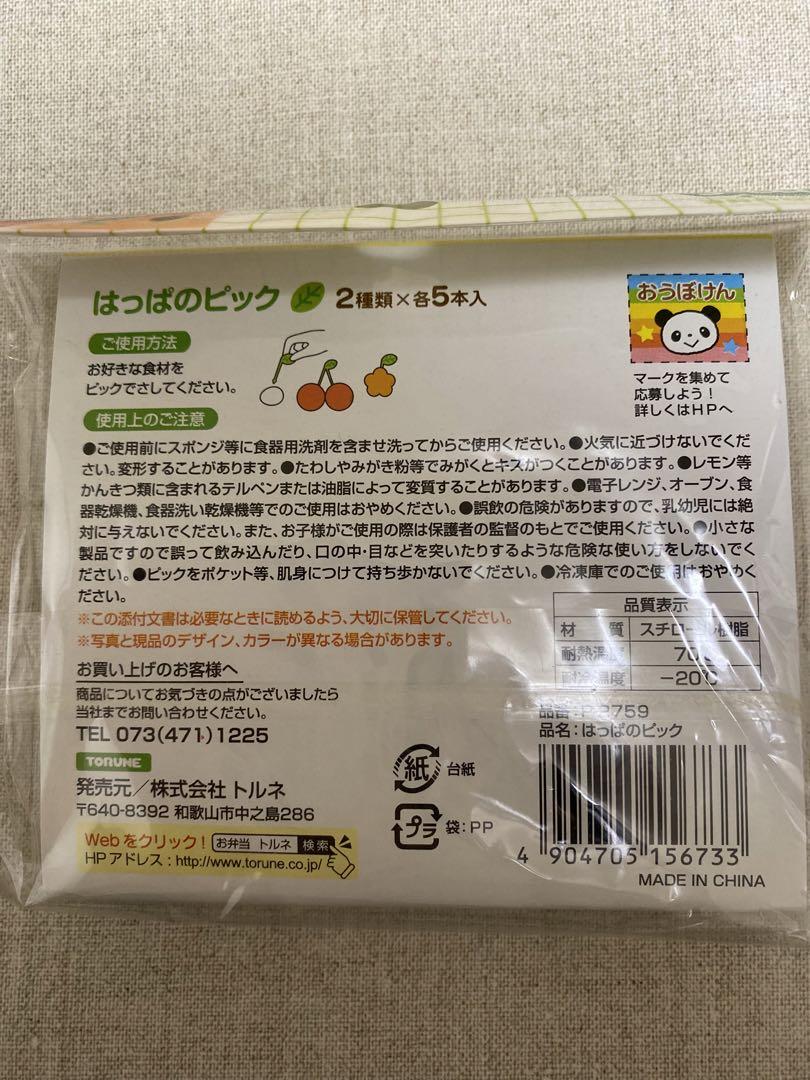 はっぱのピック 2種類×各5本入
おうぼけん
マークを集めて
応募しよう!
詳しくはHPへ
ご使用方法
お好きな食材を
ピックでさしてください。
使用上のご注意
●ご使用前にスポンジ等に食器用洗剤を含ませ洗ってからご使用ください。●火気に近づけないでくだ
さい。変形することがあります。●たわしやみがき粉等でみがくとキズがつくことがあります。●レモン等
かんきつ類に含まれるテルペンまたは油脂によって変質することがあります。●電子レンジ、オーブン、食
器乾燥機、食器洗い乾燥機等でのご使用はおやめください。●誤飲の危険がありますので、乳幼児には絶
対に与えないでください。また、お子様がご使用の際は保護者の監督のもとでご使用ください。●小さな
製品ですので誤って飲み込んだり、口の中・目などを突いたりするような危険な使い方をしないでくだ
さい。●ピックをポケット等、肌身につけて持ち歩かないでください。●冷凍庫でのご使用はおやめく
ださい。
※この添付文書は必要なときに読めるよう、大切に保管してください。
※写真と現品のデザイン、カラーが異なる場合があります。
品質表示
材 質 スチロール樹脂
耐熱温度 70℃
耐冷温度 −20℃
お買い上げのお客様へ
商品についてお気づきの点がございましたら
当社までお問い合わせください。
TEL 073(471)1225
品番:P-2759
品名:はっぱのピック
TORUNE
発売元/株式会社 トルネ
〒640-8392 和歌山市中之島286
Webをクリック! お弁当 トルネ 検索
HPアドレス:http://www.torune.co.jp/
紙 台紙
プラ 袋:PP
4 904705 156733
MADE IN CHINA